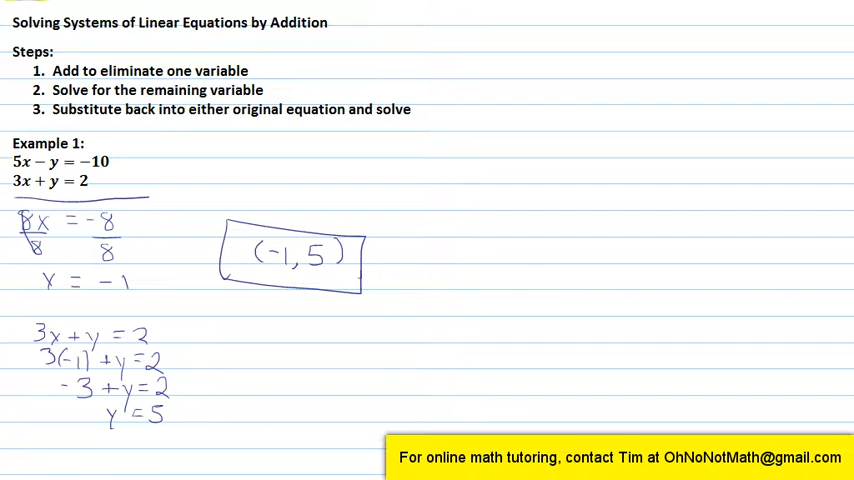 Solving Systems of Linear Equations by Addition
Steps:
1. Add to eliminate one variable
2. Solve for the remaining variable
3. Substitute back into either original equation and solve
Example 1:
5x − y = −10
3x + y = 2
8x = -8
8 8
x = -1
(-1, 5)
3x + y = 2
3(-1) + y = 2
-3 + y = 2
y = 5
For online math tutoring, contact Tim at OhNoNotMath@gmail.com